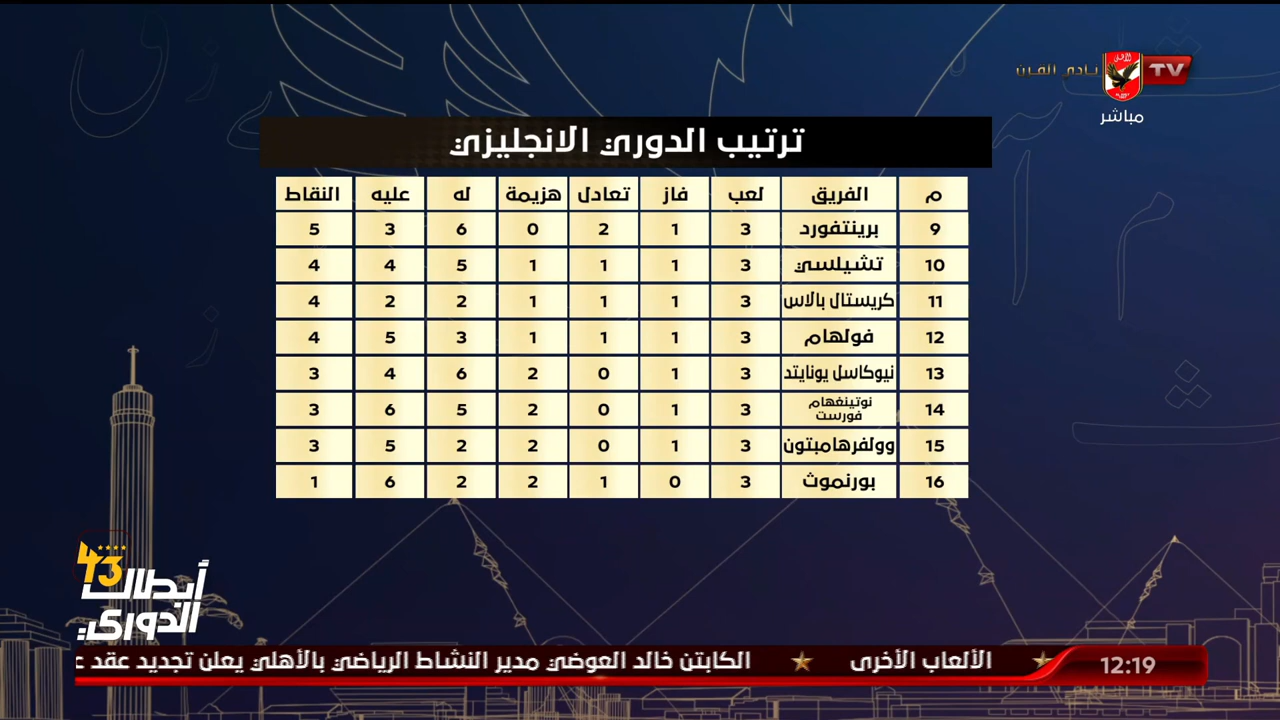 نادي القرن
TV
مباشر
ترتيب الدوري الانجليزي
م الفريق لعب فاز تعادل هزيمة له عليه النقاط
9 برينتفورد 3 1 2 0 6 3 5
10 تشيلسي 3 1 1 1 5 4 4
11 كريستال بالاس 3 1 1 1 2 2 4
12 فولهام 3 1 1 1 3 5 4
13 نيوكاسل يونايتد 3 1 0 2 6 4 3
14 نوتينغهام فورست 3 1 0 2 5 6 3
15 وولفرهامبتون 3 1 0 2 2 5 3
16 بورنموث 3 0 1 2 2 6 1
43
أبطال
الدوري
12:19 الألعاب الأخرى الكابتن خالد العوضي مدير النشاط الرياضي بالأهلي يعلن تجديد عقد